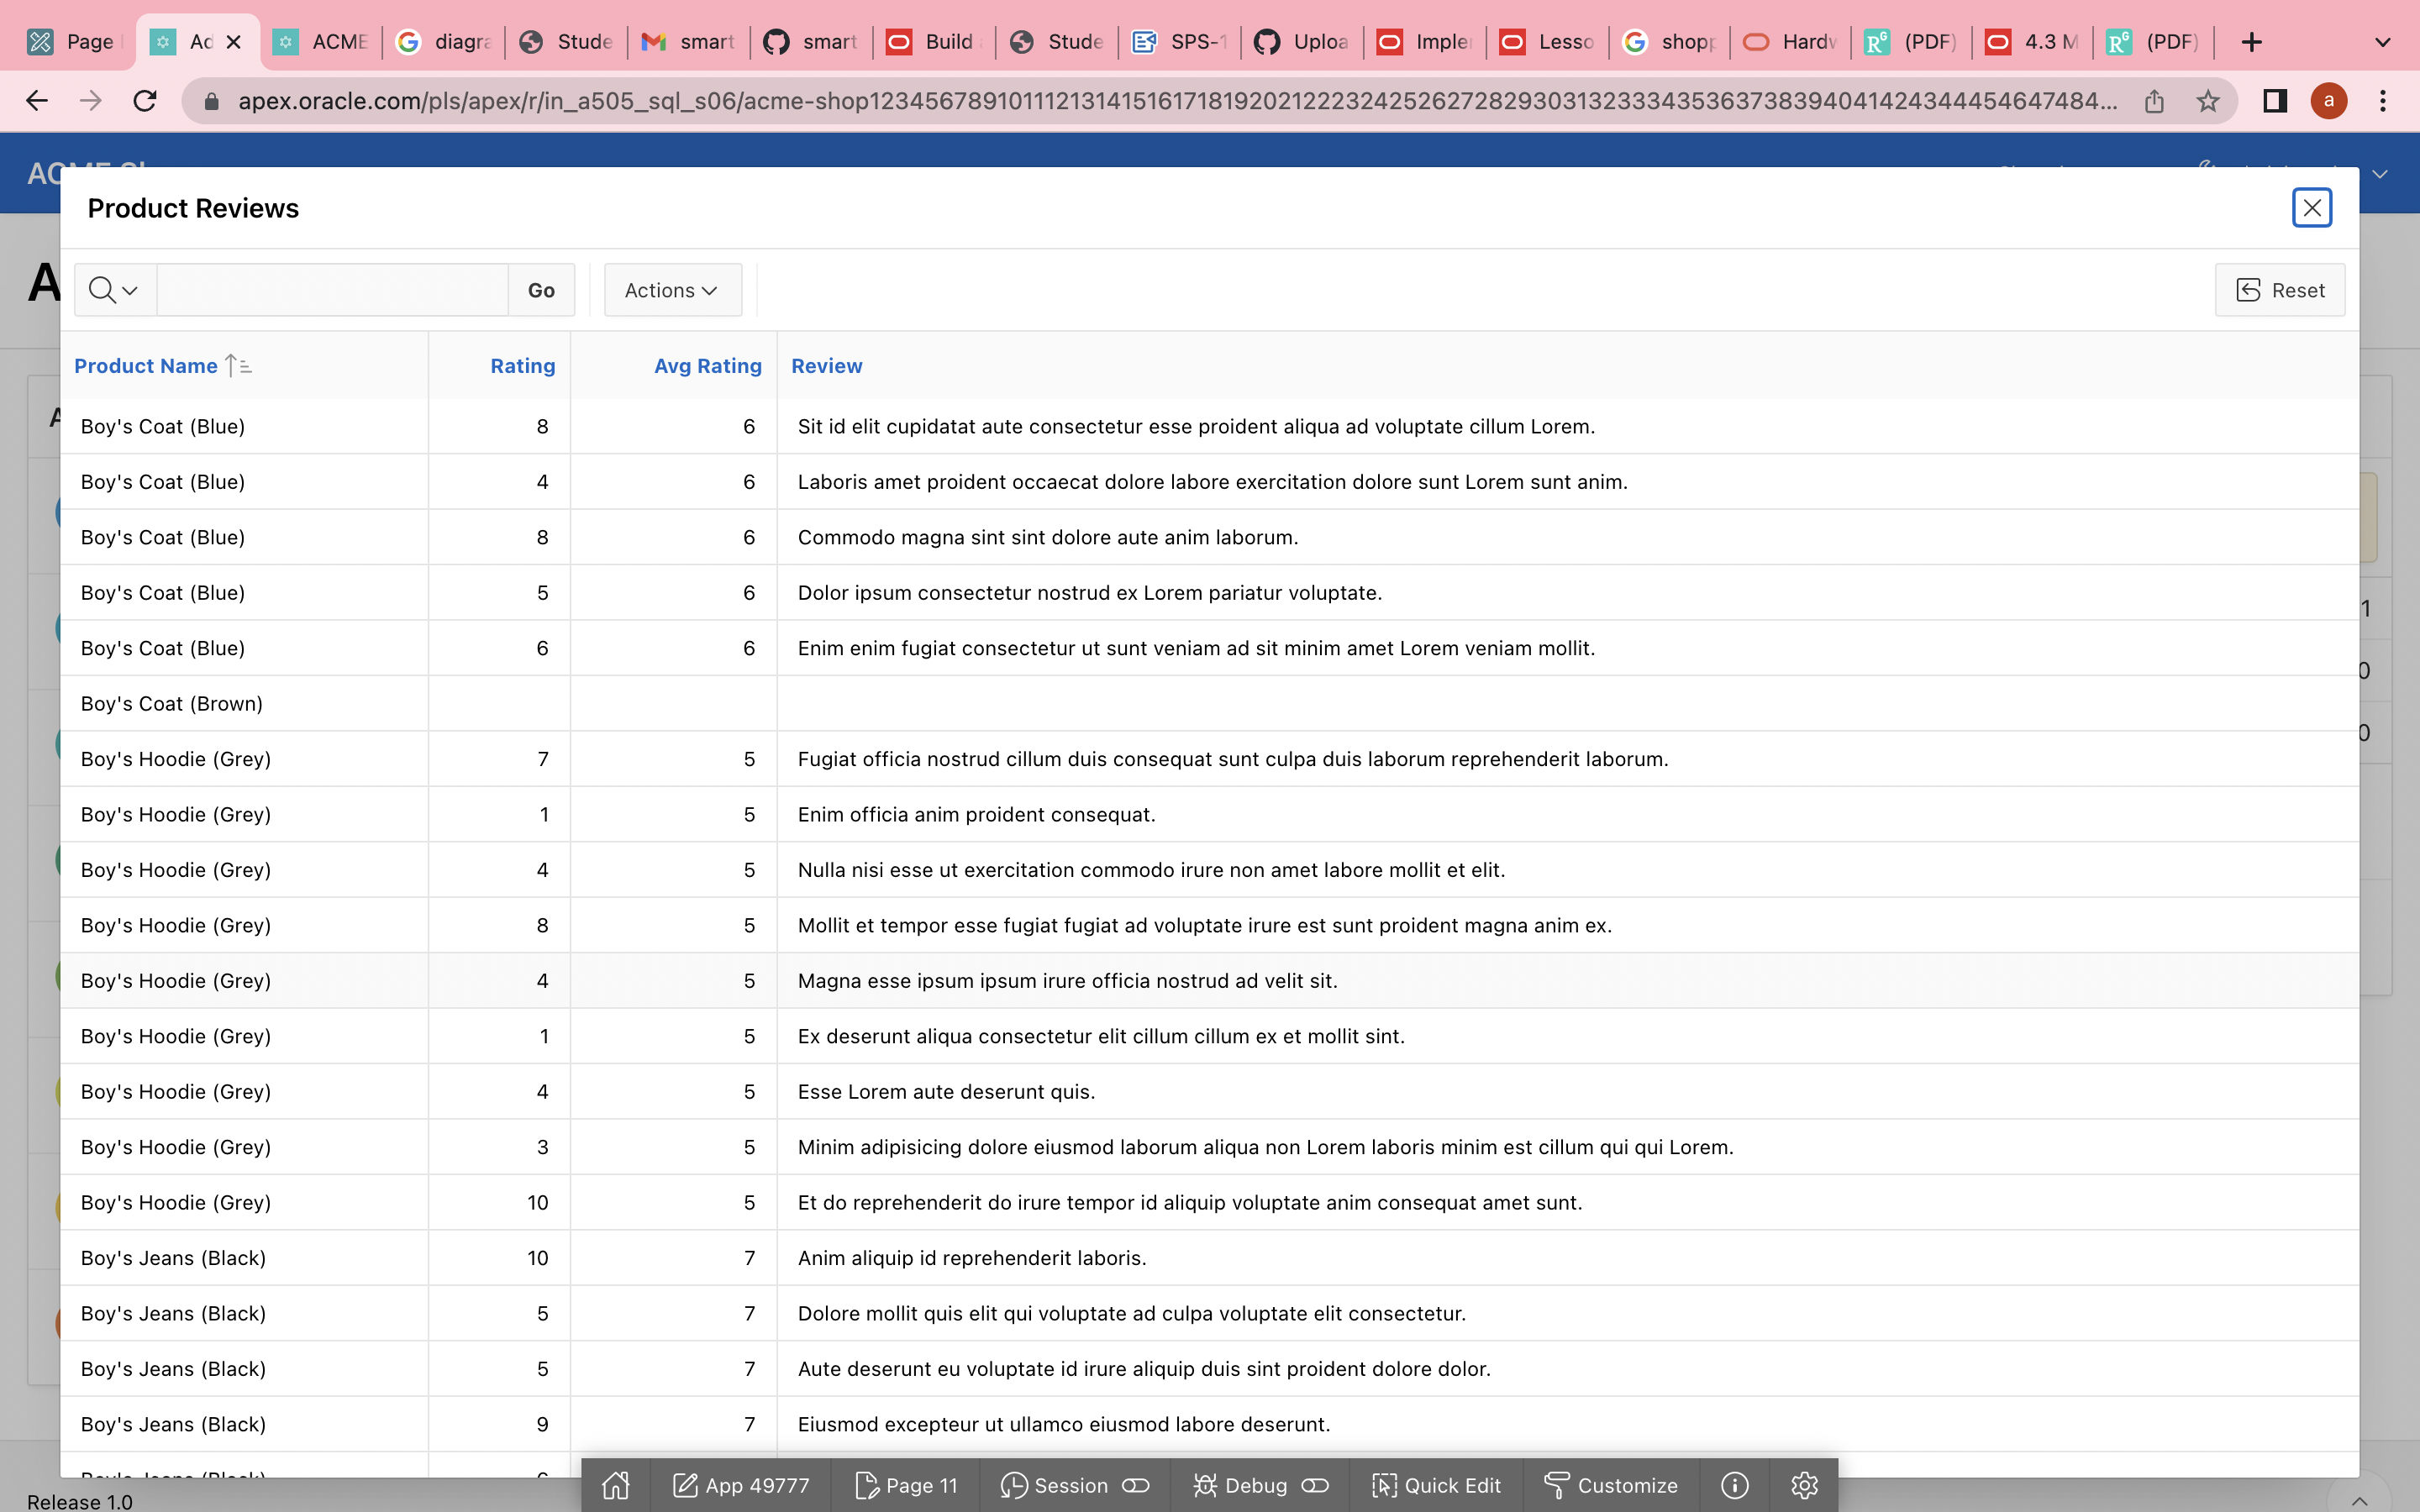 Page Ad ACME diagra Stude smart smart Build Stude SPS-1 Uploa Imple Lesso shopp Hardw (PDF) 4.3 M (PDF)
apex.oracle.com/pls/apex/r/in_a505_sql_s06/acme-shop1234567891011121314151617181920212223242526272829303132333435363738394041424344454647484... a
Product Reviews
Go Actions Reset
Product Name Rating Avg Rating Review
Boy's Coat (Blue) 8 6 Sit id elit cupidatat aute consectetur esse proident aliqua ad voluptate cillum Lorem.
Boy's Coat (Blue) 4 6 Laboris amet proident occaecat dolore labore exercitation dolore sunt Lorem sunt anim.
Boy's Coat (Blue) 8 6 Commodo magna sint sint dolore aute anim laborum.
Boy's Coat (Blue) 5 6 Dolor ipsum consectetur nostrud ex Lorem pariatur voluptate.
Boy's Coat (Blue) 6 6 Enim enim fugiat consectetur ut sunt veniam ad sit minim amet Lorem veniam mollit.
Boy's Coat (Brown)
Boy's Hoodie (Grey) 7 5 Fugiat officia nostrud cillum duis consequat sunt culpa duis laborum reprehenderit laborum.
Boy's Hoodie (Grey) 1 5 Enim officia anim proident consequat.
Boy's Hoodie (Grey) 4 5 Nulla nisi esse ut exercitation commodo irure non amet labore mollit et elit.
Boy's Hoodie (Grey) 8 5 Mollit et tempor esse fugiat fugiat ad voluptate irure est sunt proident magna anim ex.
Boy's Hoodie (Grey) 4 5 Magna esse ipsum ipsum irure officia nostrud ad velit sit.
Boy's Hoodie (Grey) 1 5 Ex deserunt aliqua consectetur elit cillum cillum ex et mollit sint.
Boy's Hoodie (Grey) 4 5 Esse Lorem aute deserunt quis.
Boy's Hoodie (Grey) 3 5 Minim adipisicing dolore eiusmod laborum aliqua non Lorem laboris minim est cillum qui qui Lorem.
Boy's Hoodie (Grey) 10 5 Et do reprehenderit do irure tempor id aliquip voluptate anim consequat amet sunt.
Boy's Jeans (Black) 10 7 Anim aliquip id reprehenderit laboris.
Boy's Jeans (Black) 5 7 Dolore mollit quis elit qui voluptate ad culpa voluptate elit consectetur.
Boy's Jeans (Black) 5 7 Aute deserunt eu voluptate id irure aliquip duis sint proident dolore dolor.
Boy's Jeans (Black) 9 7 Eiusmod excepteur ut ullamco eiusmod labore deserunt.
App 49777 Page 11 Session Debug Quick Edit Customize
Release 1.0